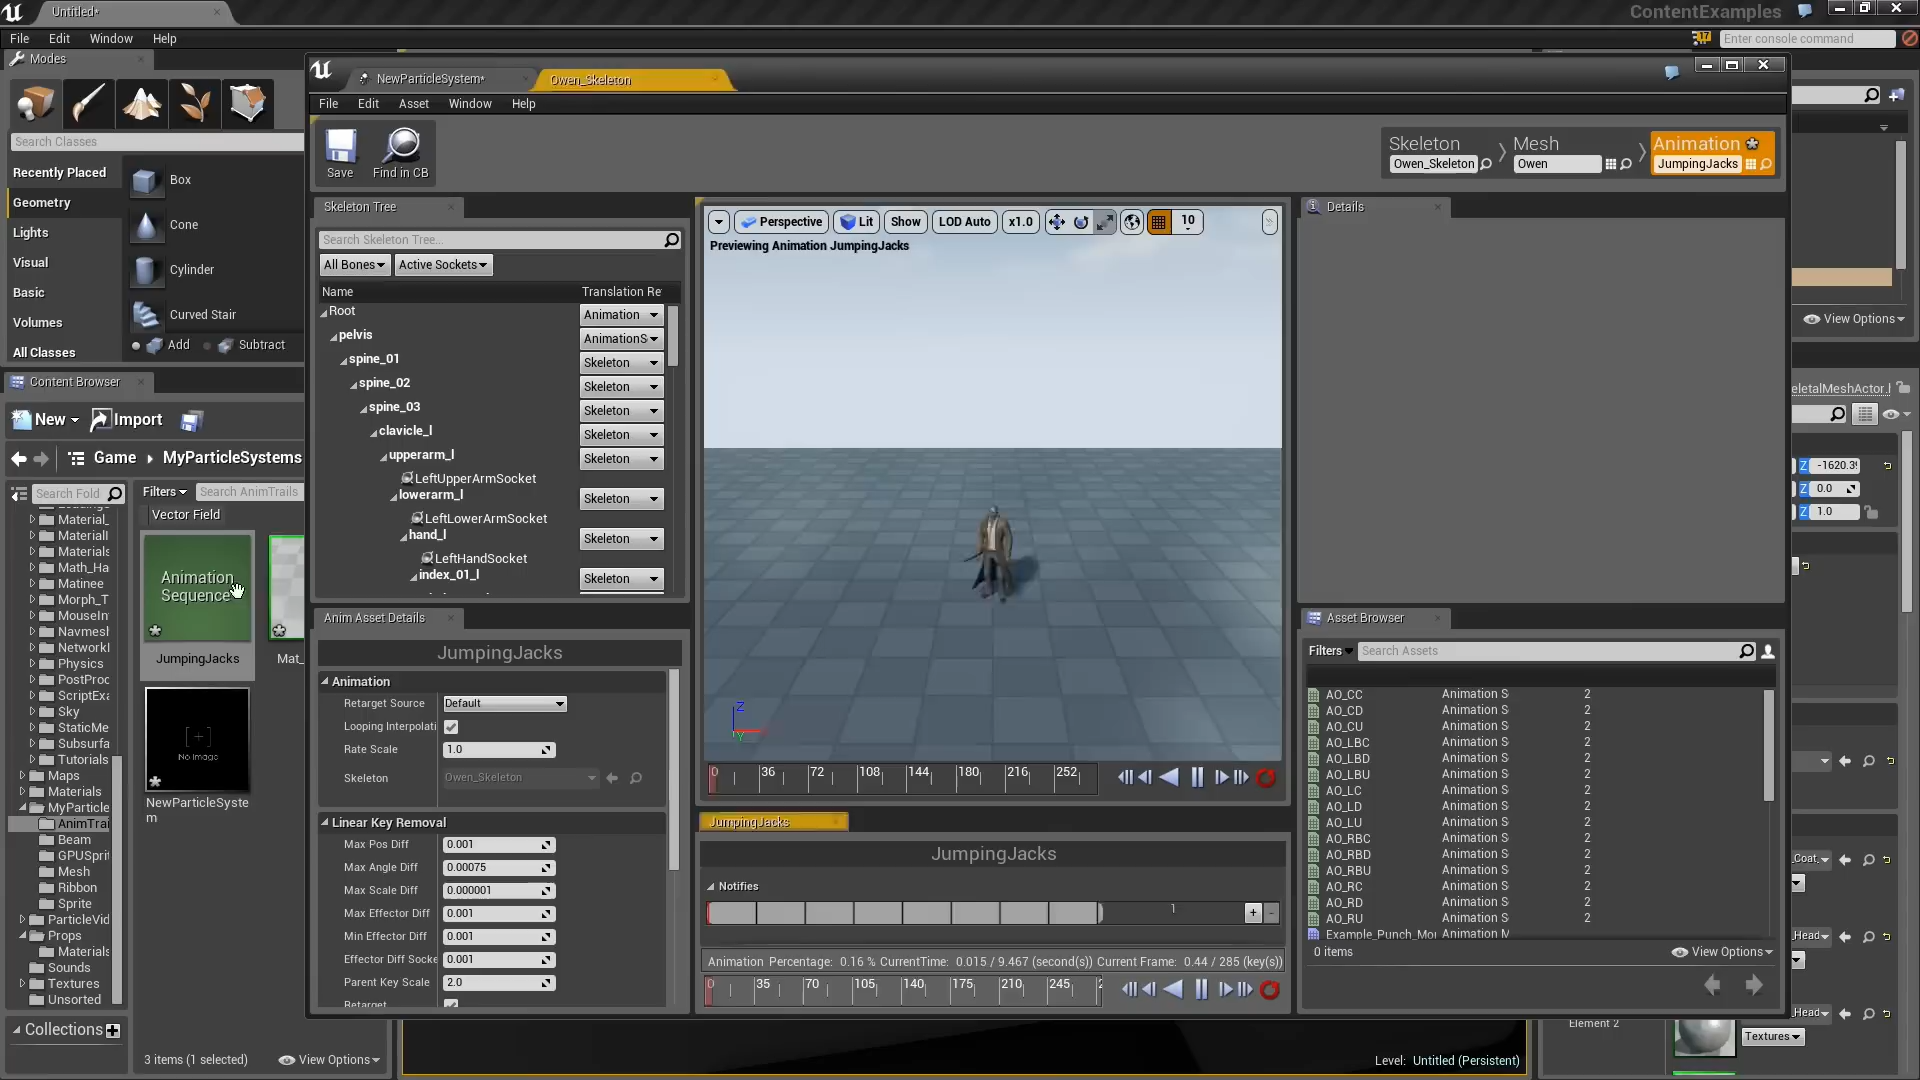 Untitled*
ContentExamples
File Edit Window Help
Enter console command
Modes
Search Classes
Recently Placed
Geometry
Lights
Visual
Basic
Volumes
All Classes
Box
Cone
Cylinder
Curved Stair
Add Subtract
Content Browser
New Import
Game MyParticleSystems
Search Fold
Filters Search AnimTrails
Vector Field
Material_
MaterialI
Materials
Math_Ha
Matinee
Morph_T
MouseIn
Navmesh
NetworkI
Physics
PostProc
ScriptExa
Sky
StaticMe
Subsurfa
Tutorials
Maps
Materials
MyParticle
AnimTrai
Beam
GPUSprit
Mesh
Ribbon
Sprite
ParticleVid
Props
Materials
Sounds
Textures
Unsorted
Collections
Animation
Sequence
JumpingJacks
Mat_
No Image
NewParticleSyste
m
3 items (1 selected) View Options
NewParticleSystem* Owen_Skeleton
File Edit Asset Window Help
Save Find in CB
Skeleton Mesh Animation
Owen_Skeleton Owen JumpingJacks
Skeleton Tree
Search Skeleton Tree...
All Bones Active Sockets
Name Translation Re
Root Animation
pelvis AnimationS
spine_01 Skeleton
spine_02 Skeleton
spine_03 Skeleton
clavicle_l Skeleton
upperarm_l Skeleton
LeftUpperArmSocket
lowerarm_l Skeleton
LeftLowerArmSocket
hand_l Skeleton
LeftHandSocket
index_01_l Skeleton
Anim Asset Details
JumpingJacks
Animation
Retarget Source Default
Looping Interpolati
Rate Scale 1.0
Skeleton Owen_Skeleton
Linear Key Removal
Max Pos Diff 0.001
Max Angle Diff 0.00075
Max Scale Diff 0.000001
Max Effector Diff 0.001
Min Effector Diff 0.001
Effector Diff Socke 0.001
Parent Key Scale 2.0
Retarget
Perspective Lit Show LOD Auto x1.0 10
Previewing Animation JumpingJacks
Z
Y
0 36 72 108 144 180 216 252
JumpingJacks
JumpingJacks
Notifies
1
+ -
Animation Percentage: 0.16 % CurrentTime: 0.015 / 9.467 (second(s)) Current Frame: 0.44 / 285 (key(s))
0 35 70 105 140 175 210 245 2
Details
Asset Browser
Filters Search Assets
AO_CC Animation S 2
AO_CD Animation S 2
AO_CU Animation S 2
AO_LBC Animation S 2
AO_LBD Animation S 2
AO_LBU Animation S 2
AO_LC Animation S 2
AO_LD Animation S 2
AO_LU Animation S 2
AO_RBC Animation S 2
AO_RBD Animation S 2
AO_RBU Animation S 2
AO_RC Animation S 2
AO_RD Animation S 2
AO_RU Animation S 2
Example_Punch_Mo Animation M
0 items View Options
View Options
eletalMeshActor.l
Z -1620.3
Z 0.0
Z 1.0
_Coat_
_Head
_Head
Element 2
Textures
Level: Untitled (Persistent)